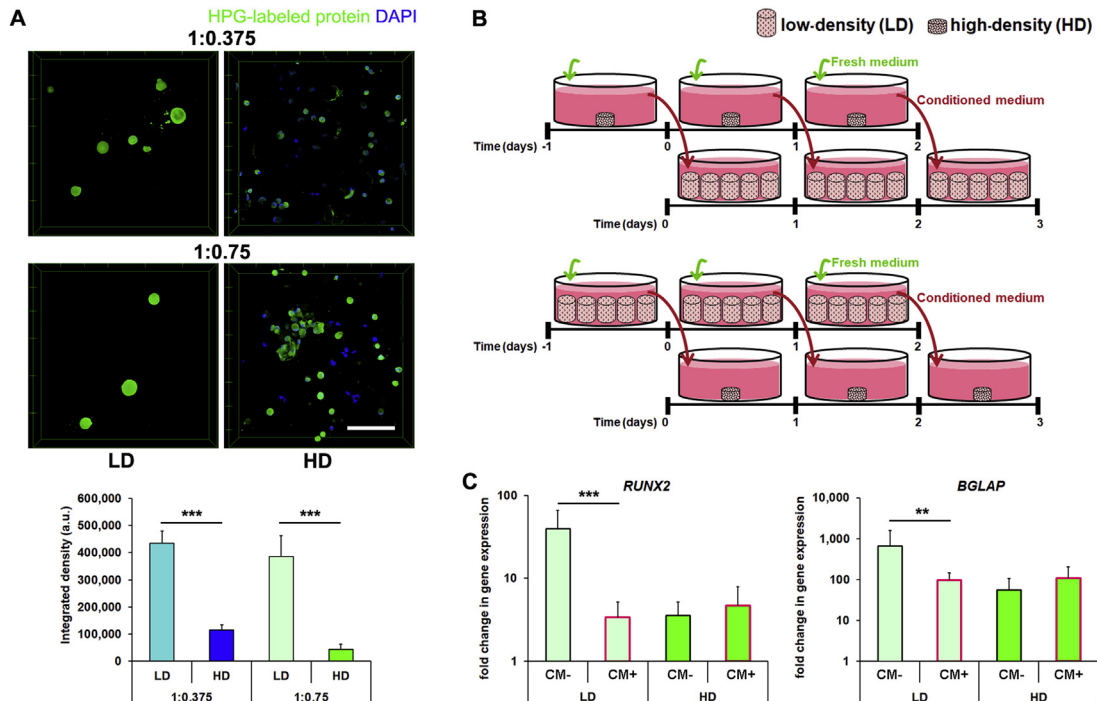 A
HPG-labeled protein DAPI
1:0.375
1:0.75
LD HD
Integrated density (a.u.)
600,000
500,000
400,000
300,000
200,000
100,000
0
*** ***
LD HD LD HD
1:0.375 1:0.75
B
low-density (LD) high-density (HD)
Fresh medium
Conditioned medium
Time (days) -1 0 1 2
Time (days) 0 1 2 3
Fresh medium
Conditioned medium
Time (days) -1 0 1 2
Time (days) 0 1 2 3
C
RUNX2
fold change in gene expression
100
10
1
***
CM- CM+ CM- CM+
LD HD
BGLAP
fold change in gene expression
10,000
1,000
100
10
1
**
CM- CM+ CM- CM+
LD HD